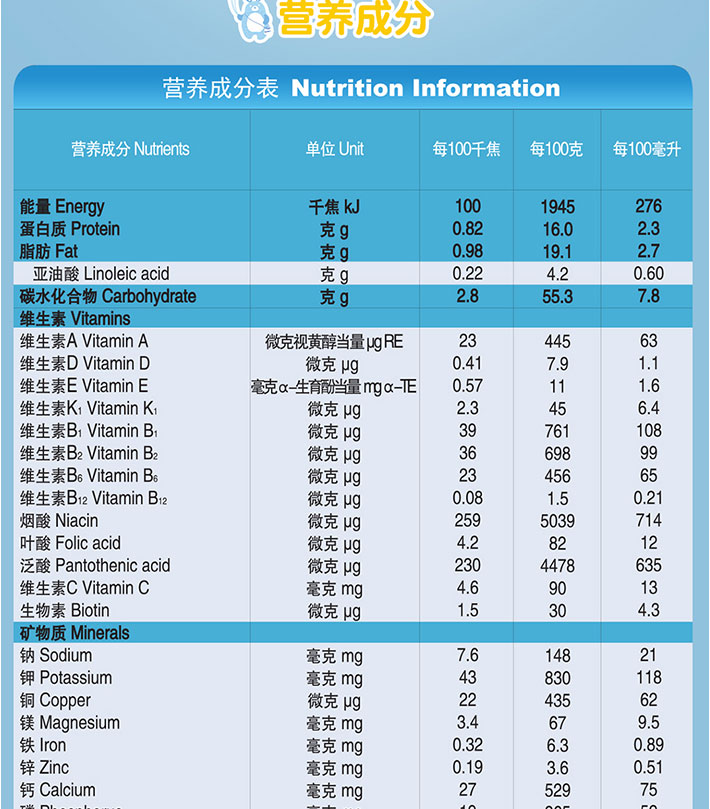 营养成分
营养成分表 Nutrition Information
营养成分 Nutrients 单位 Unit 每100千焦 每100克 每100毫升
能量 Energy 千焦 kJ 100 1945 276
蛋白质 Protein 克 g 0.82 16.0 2.3
脂肪 Fat 克 g 0.98 19.1 2.7
亚油酸 Linoleic acid 克 g 0.22 4.2 0.60
碳水化合物 Carbohydrate 克 g 2.8 55.3 7.8
维生素 Vitamins
维生素A Vitamin A 微克视黄醇当量 μg RE 23 445 63
维生素D Vitamin D 微克 μg 0.41 7.9 1.1
维生素E Vitamin E 毫克 α-生育酚当量 mg α-TE 0.57 11 1.6
维生素K₁ Vitamin K₁ 微克 μg 2.3 45 6.4
维生素B₁ Vitamin B₁ 微克 μg 39 761 108
维生素B₂ Vitamin B₂ 微克 μg 36 698 99
维生素B₆ Vitamin B₆ 微克 μg 23 456 65
维生素B₁₂ Vitamin B₁₂ 微克 μg 0.08 1.5 0.21
烟酸 Niacin 微克 μg 259 5039 714
叶酸 Folic acid 微克 μg 4.2 82 12
泛酸 Pantothenic acid 微克 μg 230 4478 635
维生素C Vitamin C 毫克 mg 4.6 90 13
生物素 Biotin 微克 μg 1.5 30 4.3
矿物质 Minerals
钠 Sodium 毫克 mg 7.6 148 21
钾 Potassium 毫克 mg 43 830 118
铜 Copper 微克 μg 22 435 62
镁 Magnesium 毫克 mg 3.4 67 9.5
铁 Iron 毫克 mg 0.32 6.3 0.89
锌 Zinc 毫克 mg 0.19 3.6 0.51
钙 Calcium 毫克 mg 27 529 75